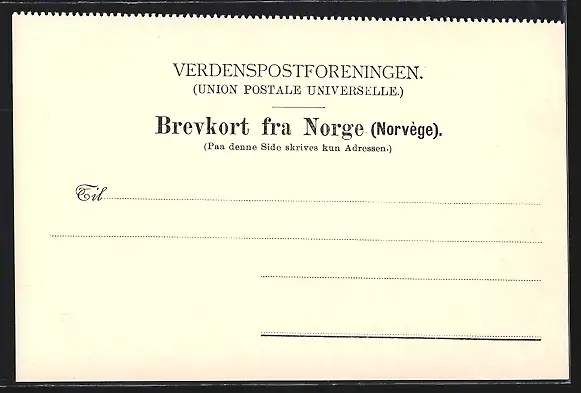 VERDENSPOSTFORENINGEN.
(UNION POSTALE UNIVERSELLE.)
Brevkort fra Norge (Norvège).
(Paa denne Side skrives kun Adressen.)
Til